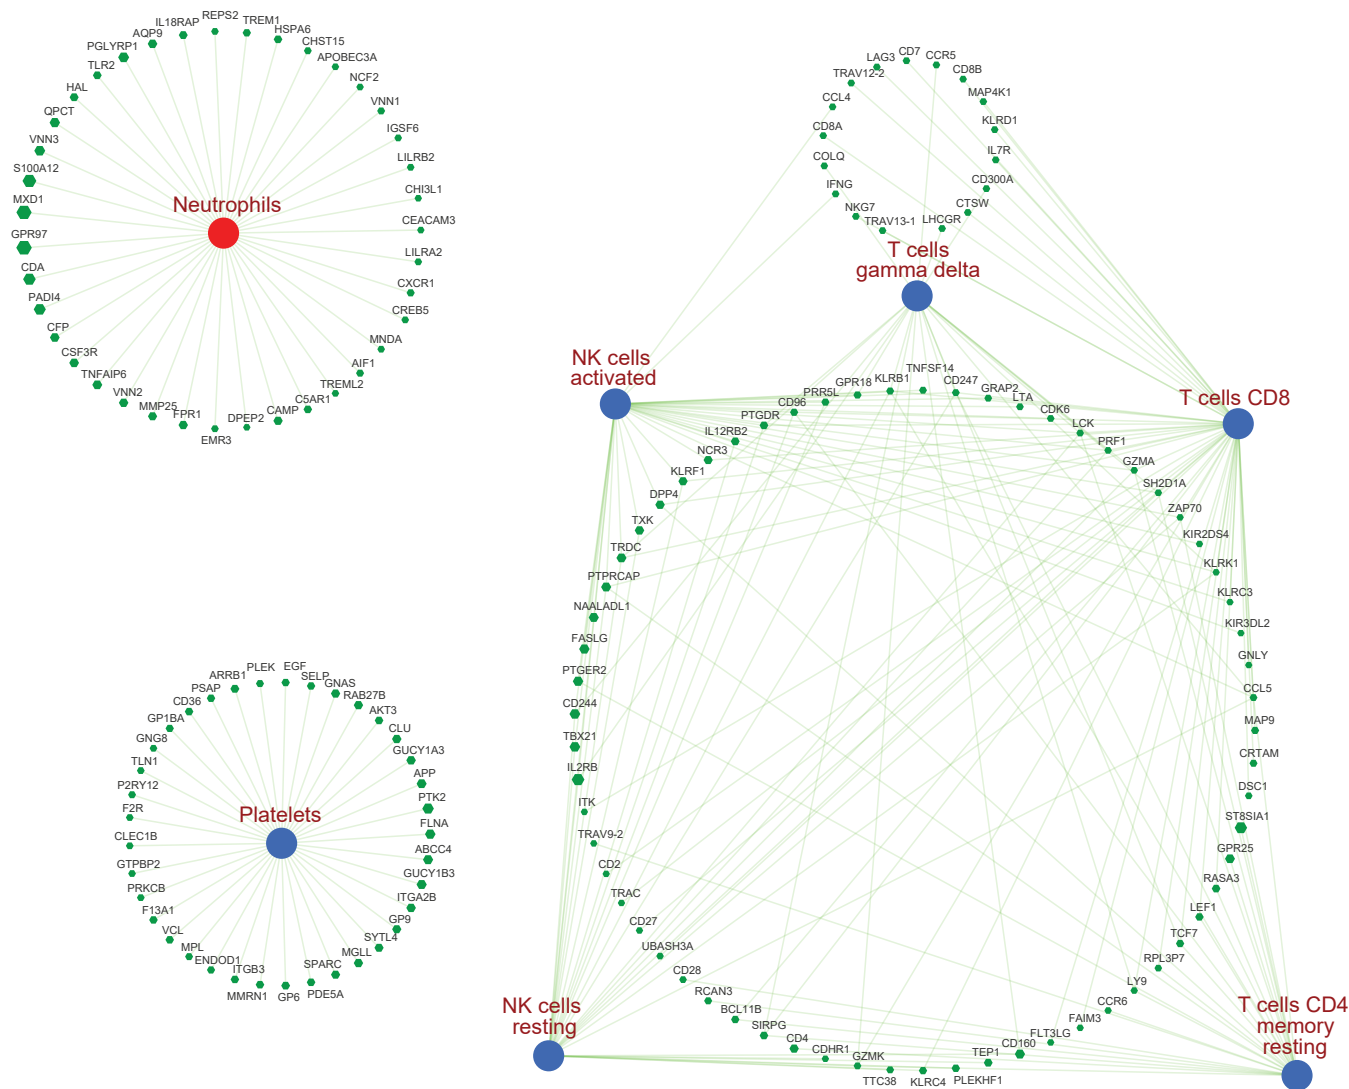 REPS2
TREM1
HSPA6
CHST15
APOBEC3A
NCF2
VNN1
IGSF6
LILRB2
CHI3L1
CEACAM3
LILRA2
CXCR1
CREB5
MNDA
AIF1
TREML2
C5AR1
CAMP
DPEP2
EMR3
FPR1
MMP25
VNN2
TNFAIP6
CSF3R
CFP
PADI4
CDA
GPR97
MXD1
S100A12
VNN3
QPCT
HAL
TLR2
PGLYRP1
AQP9
IL18RAP
Neutrophils
PLEK
EGF
SELP
GNAS
RAB27B
AKT3
CLU
GUCY1A3
APP
PTK2
FLNA
ABCC4
GUCY1B3
ITGA2B
GP9
SYTL4
MGLL
SPARC
PDE5A
GP6
MMRN1
ITGB3
ENDOD1
MPL
VCL
F13A1
PRKCB
GTPBP2
CLEC1B
F2R
P2RY12
TLN1
GNG8
GP1BA
CD36
PSAP
ARRB1
Platelets
CD7
CCR5
CD8B
MAP4K1
KLRD1
IL7R
CD300A
CTSW
LHCGR
TRAV13-1
NKG7
IFNG
COLQ
CD8A
CCL4
TRAV12-2
LAG3
T cells
gamma delta
NK cells
activated
T cells CD8
TNFSF14
CD247
GRAP2
LTA
CDK6
LCK
PRF1
GZMA
SH2D1A
ZAP70
KIR2DS4
KLRK1
KLRC3
KIR3DL2
GNLY
CCL5
MAP9
CRTAM
DSC1
ST8SIA1
GPR25
RASA3
LEF1
TCF7
RPL3P7
LY9
CCR6
FAIM3
FLT3LG
CD160
TEP1
PLEKHF1
KLRC4
TTC38
GZMK
CDHR1
CD4
SIRPG
BCL11B
RCAN3
CD28
UBASH3A
CD27
TRAC
CD2
TRAV9-2
ITK
IL2RB
TBX21
CD244
PTGER2
FASLG
NAALADL1
PTPRCAP
TRDC
TXK
DPP4
KLRF1
NCR3
IL12RB2
PTGDR
CD96
PRR5L
GPR18
KLRB1
NK cells
resting
T cells CD4
memory
resting